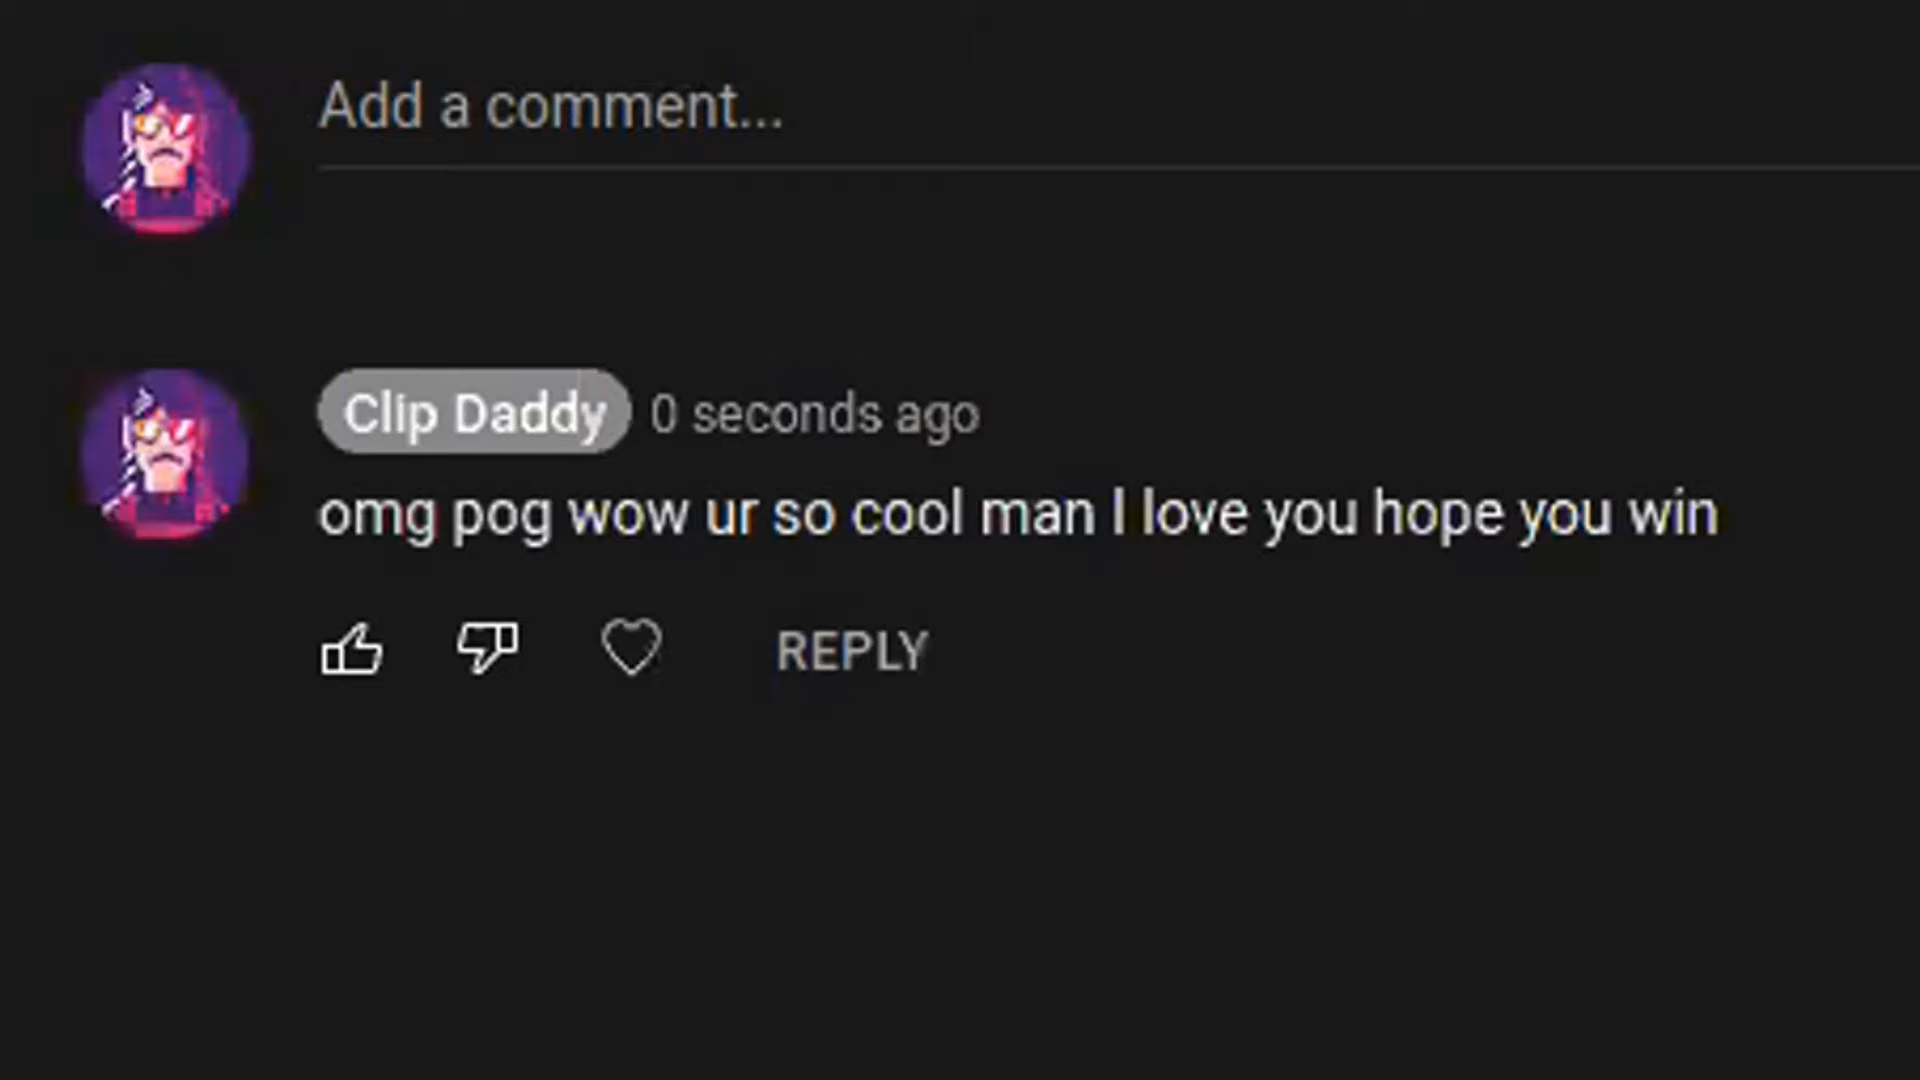 Add a comment...
Clip Daddy 0 seconds ago
omg pog wow ur so cool man I love you hope you win
REPLY